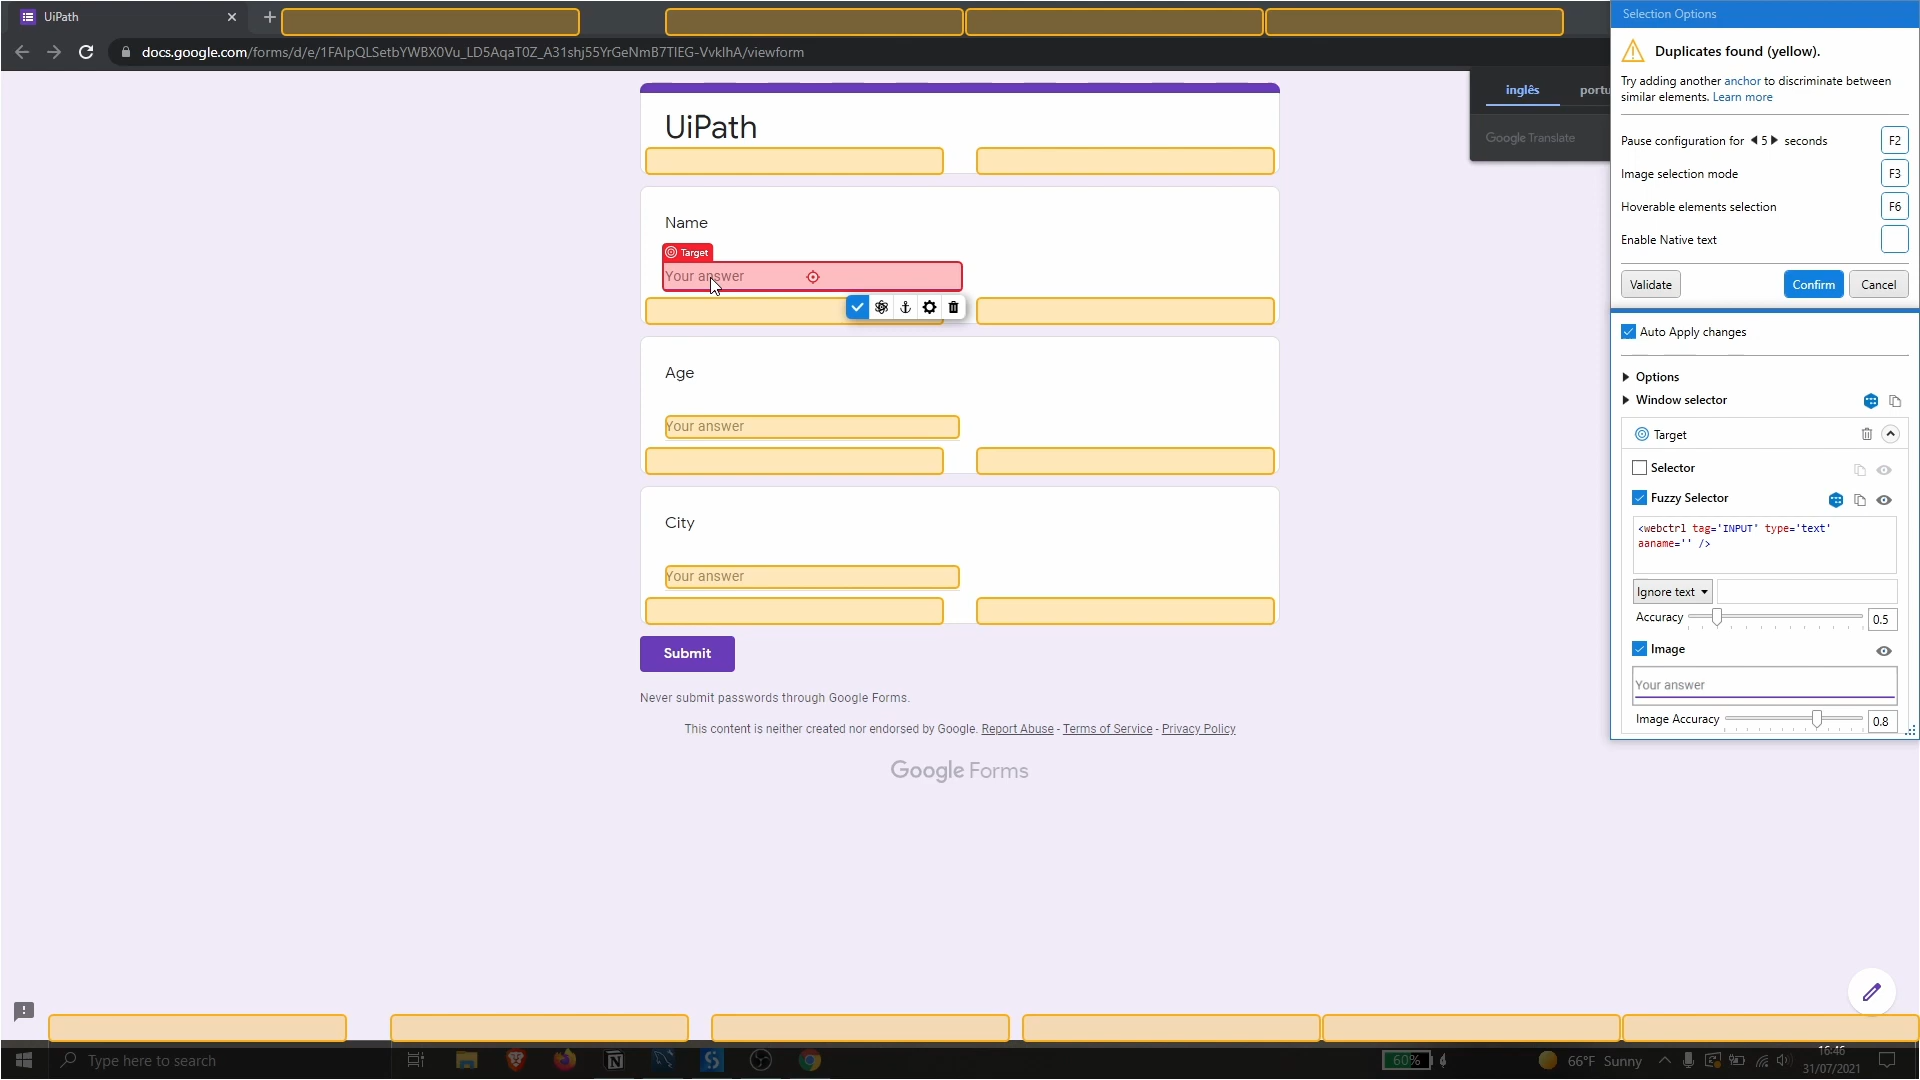 UiPath
docs.google.com/forms/d/e/1FAIpQLSetbYWBX0Vu_LD5AqaT0Z_A31shj55YrGeNmB7TIEG-VvklhA/viewform
UiPath
Name
Target
Your answer
Age
Your answer
City
Your answer
Submit
Never submit passwords through Google Forms.
This content is neither created nor endorsed by Google. Report Abuse - Terms of Service - Privacy Policy
Google Forms
inglês portu
Google Translate
Selection Options
Duplicates found (yellow).
Try adding another anchor to discriminate between
similar elements. Learn more
Pause configuration for 5 seconds F2
Image selection mode F3
Hoverable elements selection F6
Enable Native text
Validate Confirm Cancel
Auto Apply changes
Options
Window selector
Target
Selector
Fuzzy Selector
<webctrl tag='INPUT' type='text'
aaname='' />
Ignore text
Accuracy 0.5
Image
Your answer
Image Accuracy 0.8
Type here to search
60%
66°F Sunny
16:46
31/07/2021